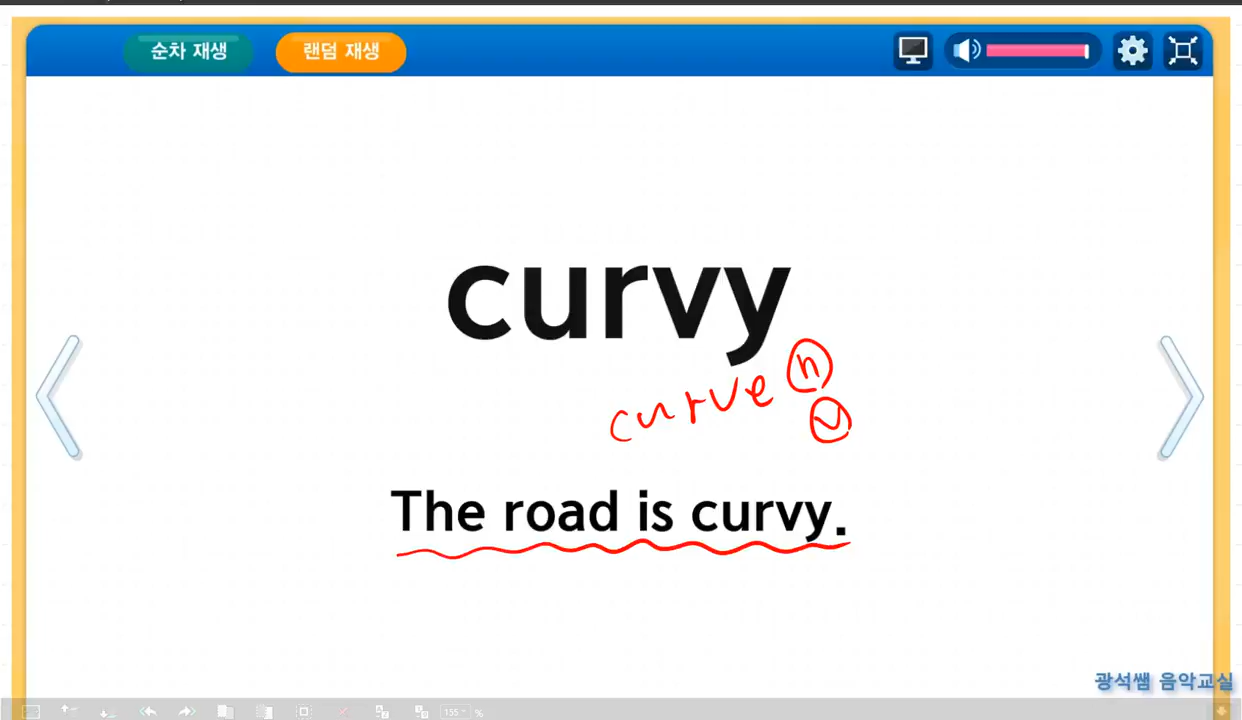 순차 재생 랜덤 재생
curvy
curve n
v
The road is curvy.
광석쌤 음악교실
155 %